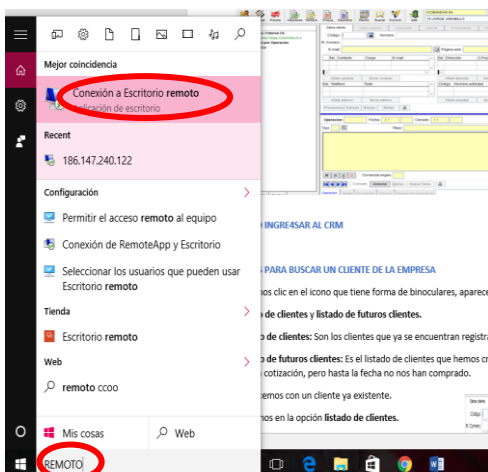 Mejor coincidencia
Conexión a Escritorio remoto
Aplicación de escritorio
Recent
186.147.240.122
Configuración
Permitir el acceso remoto al equipo
Conexión de RemoteApp y Escritorio
Seleccionar los usuarios que pueden usar
Escritorio remoto
Tienda
Escritorio remoto
Web
remoto ccoo
Mis cosas
Web
REMOTO
INGRE4SAR AL CRM
PARA BUSCAR UN CLIENTE DE LA EMPRESA
nos clic en el icono que tiene forma de binoculares, aparece
o de clientes y listado de futuros clientes.
o de clientes: Son los clientes que ya se encuentran registra
o de futuros clientes: Es el listado de clientes que hemos cr
cotización, pero hasta la fecha no nos han comprado.
emos con un cliente ya existente.
nos en la opción listado de clientes.